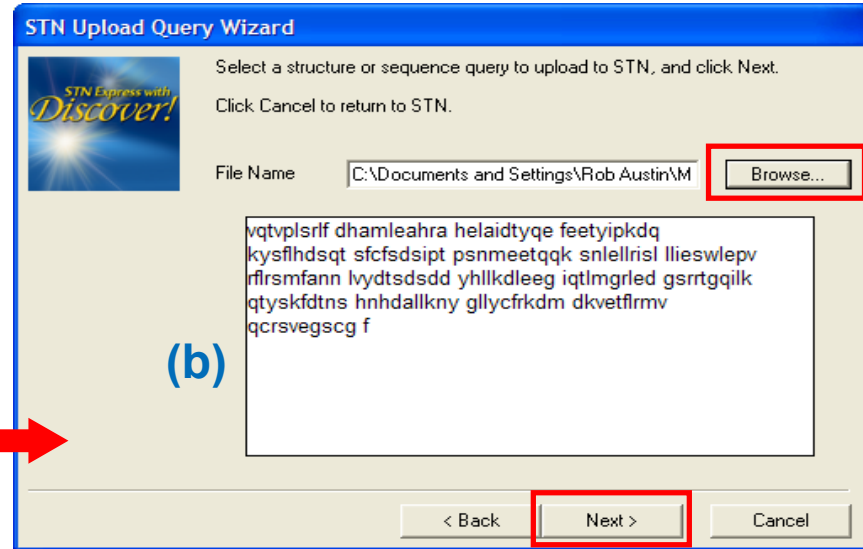 STN Upload Query Wizard
STN Express with
Discover!
Select a structure or sequence query to upload to STN, and click Next.
Click Cancel to return to STN.
File Name
C:\Documents and Settings\Rob Austin\M
Browse...
vqtvplsrlf dhamleahra helaidtyqe feetyipkdq
kysflhdsqt sfcfsdsipt psnmeetqqk snlellrisl llieswlepv
rflrsmfann lvydtsdsdd yhllkdleeg iqtlmgrled gsrrtgqilk
qtyskfdtns hnhdallkny gllycfrkdm dkvetflrmv
qcrsvegscg f
(b)
< Back
Next >
Cancel